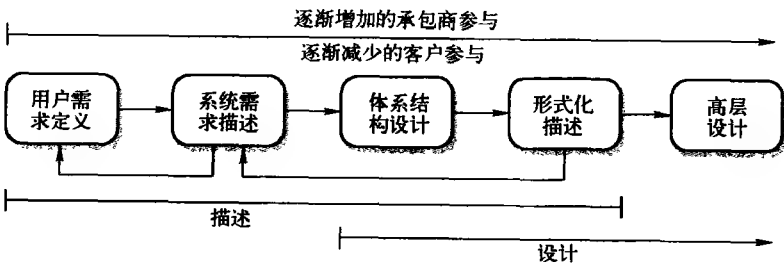 逐渐增加的承包商参与
逐渐减少的客户参与
用户需
求定义
系统需
求描述
体系结
构设计
形式化
描述
高层
设计
描述
设计